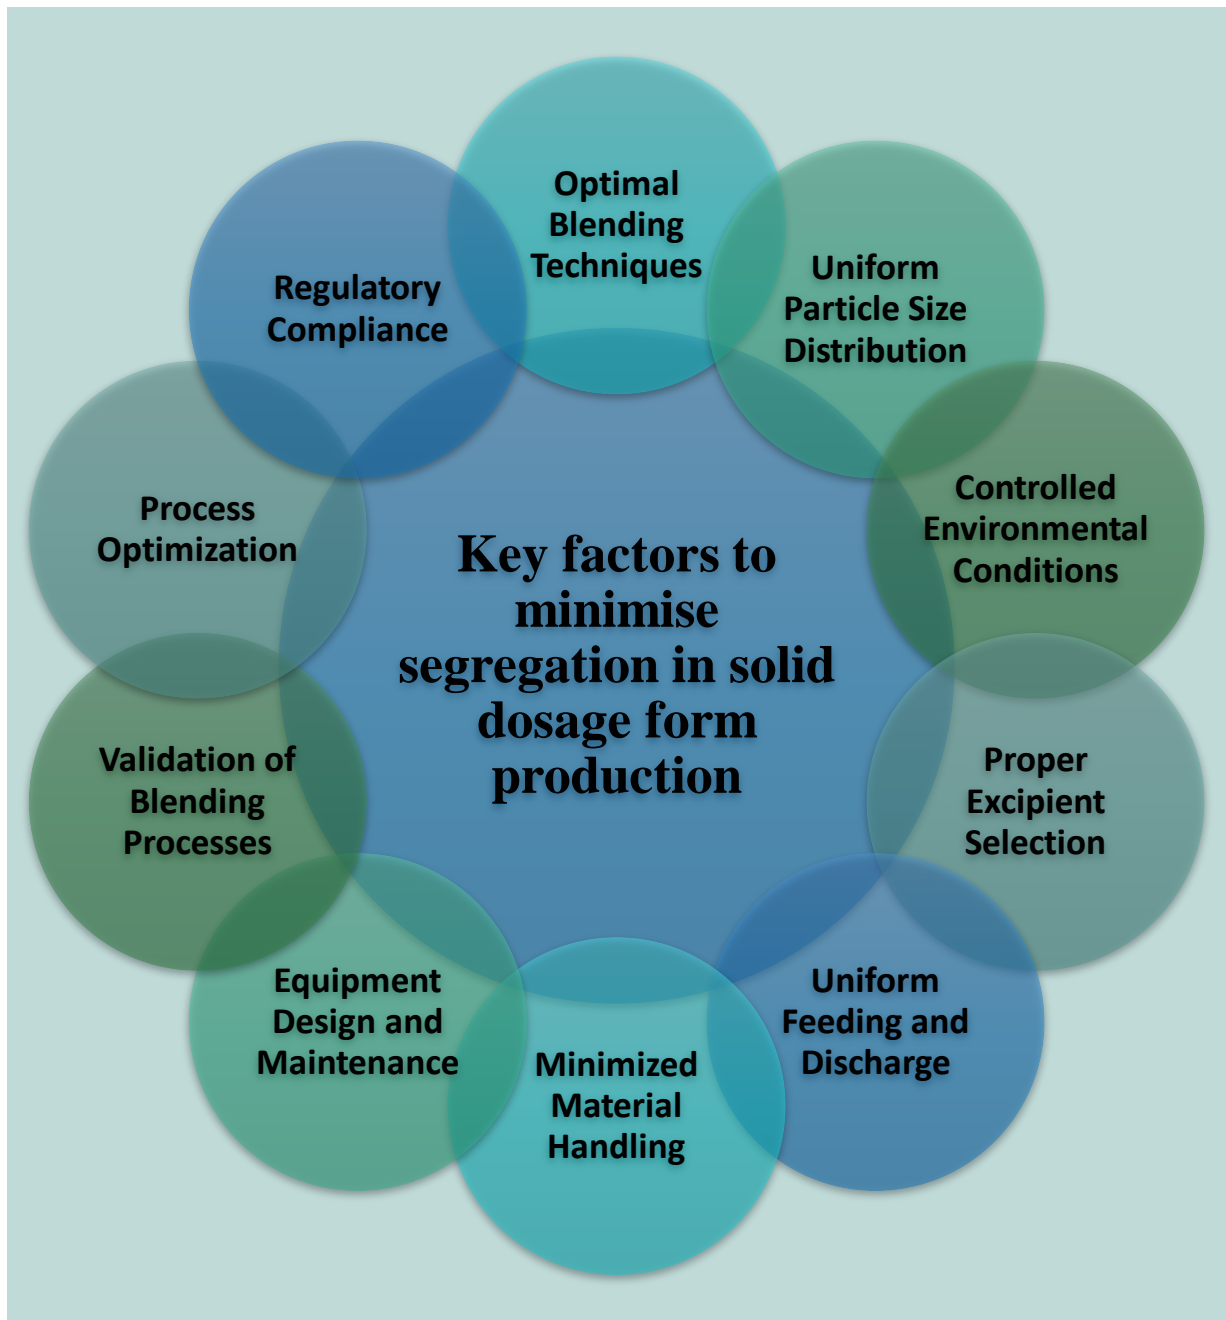 Optimal
Blending
Techniques
Uniform
Particle Size
Distribution
Controlled
Environmental
Conditions
Proper
Excipient
Selection
Uniform
Feeding and
Discharge
Minimized
Material
Handling
Equipment
Design and
Maintenance
Validation of
Blending
Processes
Process
Optimization
Regulatory
Compliance
Key factors to
minimise
segregation in solid
dosage form
production